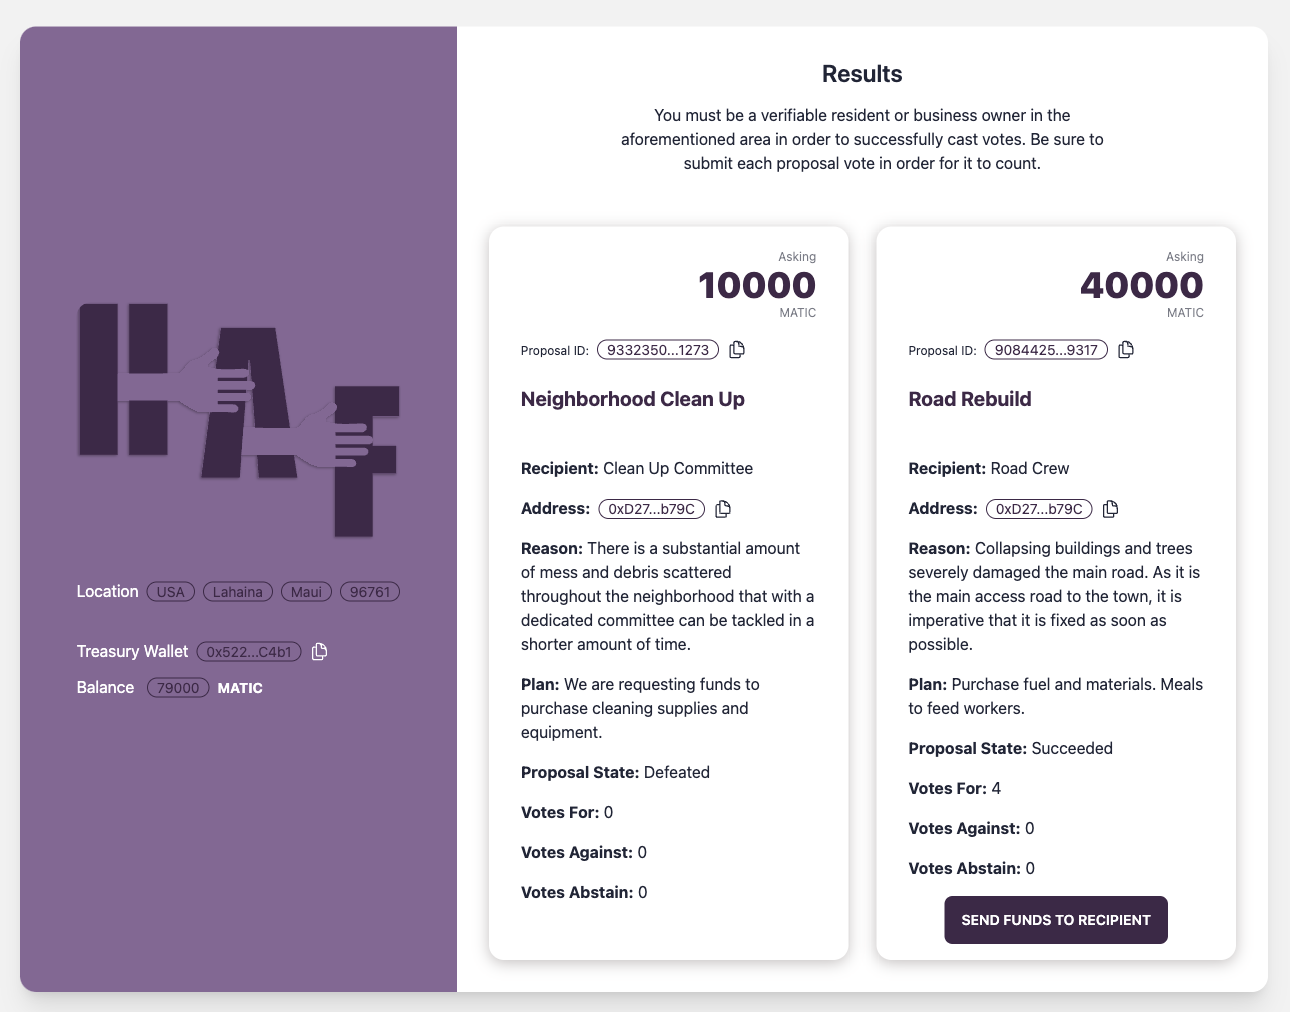 HAF
Location USA Lahaina Maui 96761
Treasury Wallet 0x522...C4b1
Balance 79000 MATIC
Results
You must be a verifiable resident or business owner in the
aforementioned area in order to successfully cast votes. Be sure to
submit each proposal vote in order for it to count.
Asking
10000
MATIC
Proposal ID: 9332350...1273
Neighborhood Clean Up
Recipient: Clean Up Committee
Address: 0xD27...b79C
Reason: There is a substantial amount
of mess and debris scattered
throughout the neighborhood that with a
dedicated committee can be tackled in a
shorter amount of time.
Plan: We are requesting funds to
purchase cleaning supplies and
equipment.
Proposal State: Defeated
Votes For: 0
Votes Against: 0
Votes Abstain: 0
Asking
40000
MATIC
Proposal ID: 9084425...9317
Road Rebuild
Recipient: Road Crew
Address: 0xD27...b79C
Reason: Collapsing buildings and trees
severely damaged the main road. As it is
the main access road to the town, it is
imperative that it is fixed as soon as
possible.
Plan: Purchase fuel and materials. Meals
to feed workers.
Proposal State: Succeeded
Votes For: 4
Votes Against: 0
Votes Abstain: 0
SEND FUNDS TO RECIPIENT